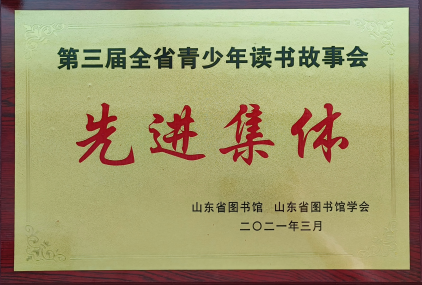 第三届全省青少年读书故事会
先进集体
山东省图书馆 山东省图书馆学会
二〇二一年三月